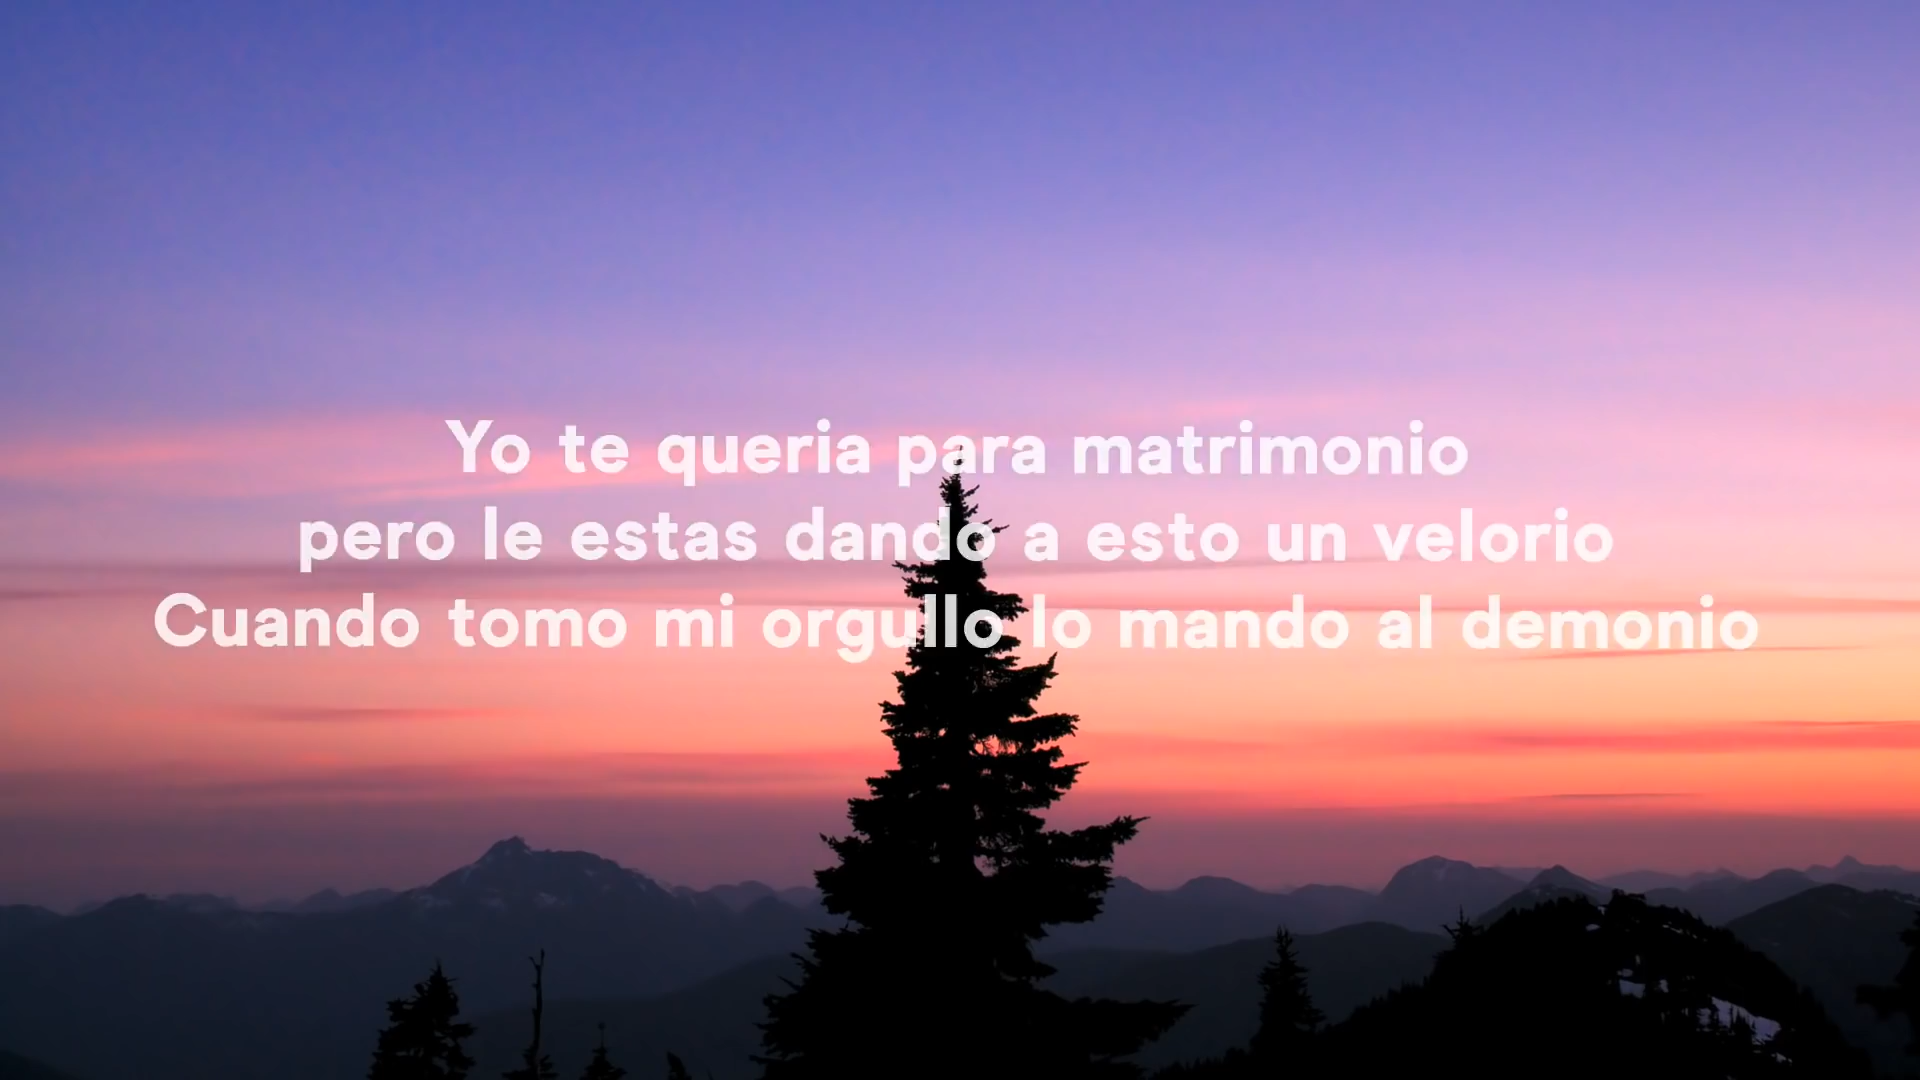 Yo te queria para matrimonio
pero le estas dando a esto un velorio
Cuando tomo mi orgullo lo mando al demonio